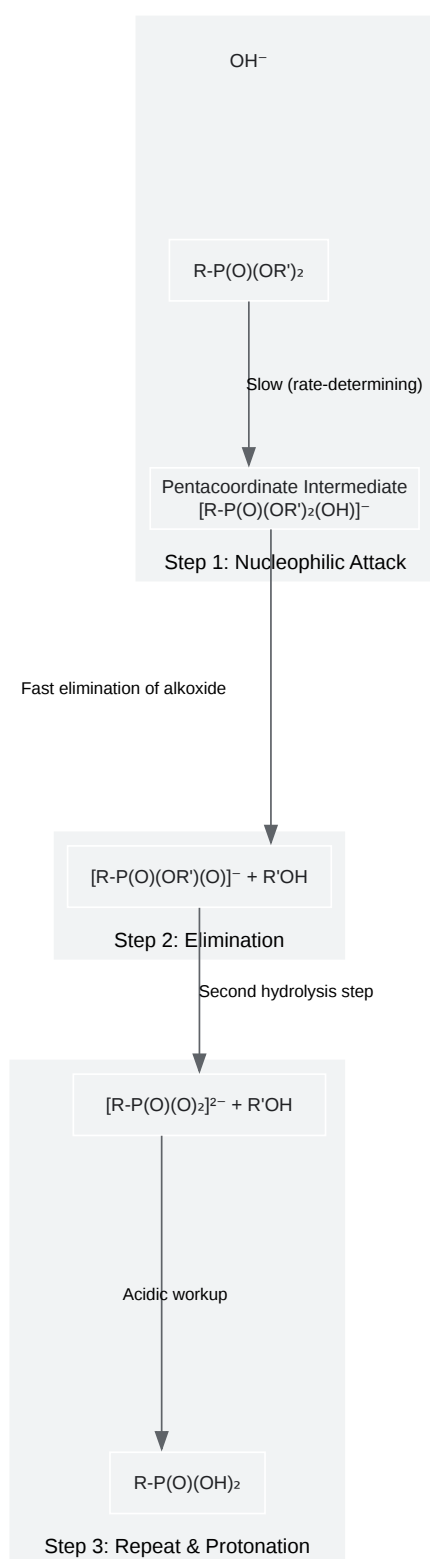 OH⁻
R-P(O)(OR')₂
Slow (rate-determining)
Pentacoordinate Intermediate
[R-P(O)(OR')₂(OH)]⁻
Step 1: Nucleophilic Attack
Fast elimination of alkoxide
[R-P(O)(OR')(O)]⁻ + R'OH
Step 2: Elimination
Second hydrolysis step
[R-P(O)(O)₂]²⁻ + R'OH
Acidic workup
R-P(O)(OH)₂
Step 3: Repeat & Protonation